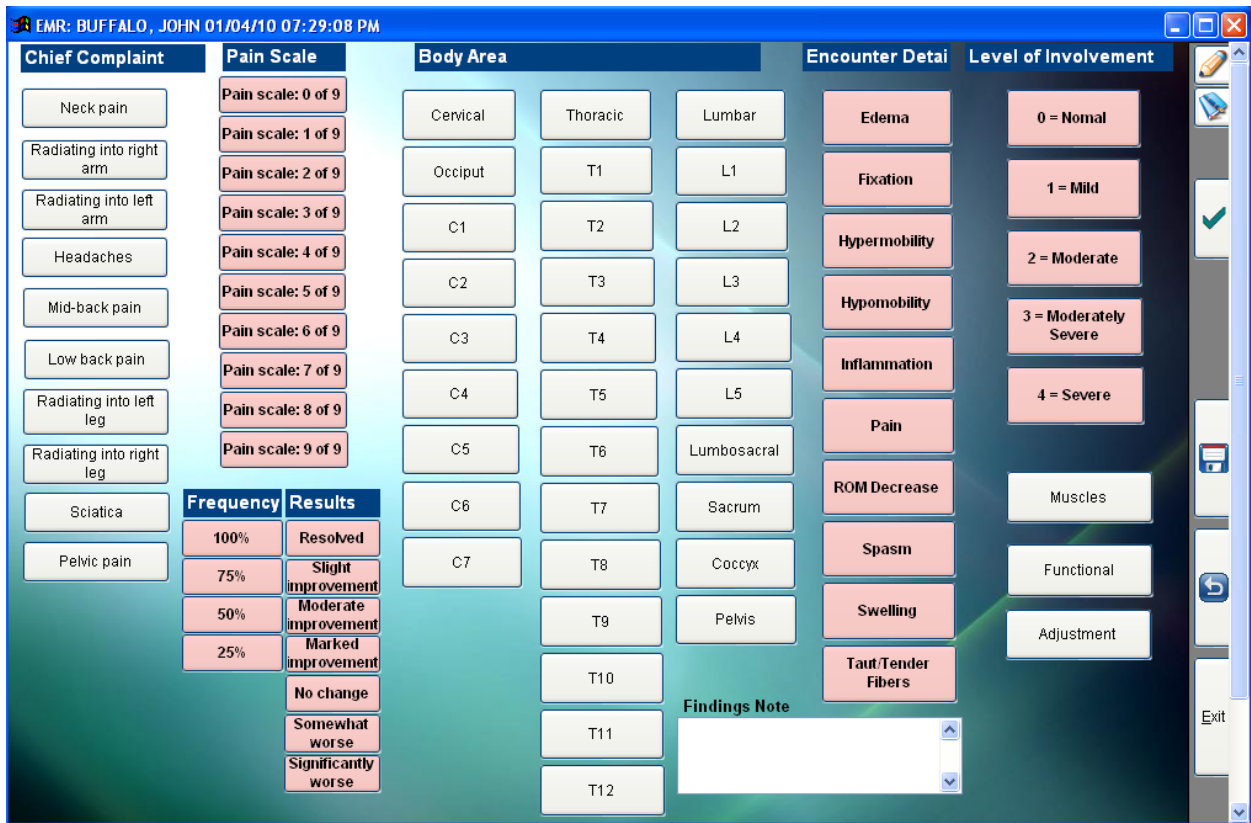 EMR: BUFFALO, JOHN 01/04/10 07:29:08 PM
Chief Complaint
Neck pain
Radiating into right
arm
Radiating into left
arm
Headaches
Mid-back pain
Low back pain
Radiating into left
leg
Radiating into right
leg
Sciatica
Pelvic pain
Pain Scale
Pain scale: 0 of 9
Pain scale: 1 of 9
Pain scale: 2 of 9
Pain scale: 3 of 9
Pain scale: 4 of 9
Pain scale: 5 of 9
Pain scale: 6 of 9
Pain scale: 7 of 9
Pain scale: 8 of 9
Pain scale: 9 of 9
Frequency
100%
75%
50%
25%
Results
Resolved
Slight
improvement
Moderate
improvement
Marked
improvement
No change
Somewhat
worse
Significantly
worse
Body Area
Cervical
Occiput
C1
C2
C3
C4
C5
C6
C7
Thoracic
T1
T2
T3
T4
T5
T6
T7
T8
T9
T10
T11
T12
Lumbar
L1
L2
L3
L4
L5
Lumbosacral
Sacrum
Coccyx
Pelvis
Findings Note
Encounter Detai
Edema
Fixation
Hypermobility
Hypomobility
Inflammation
Pain
ROM Decrease
Spasm
Swelling
Taut/Tender
Fibers
Level of Involvement
0 = Nomal
1 = Mild
2 = Moderate
3 = Moderately
Severe
4 = Severe
Muscles
Functional
Adjustment
Exit